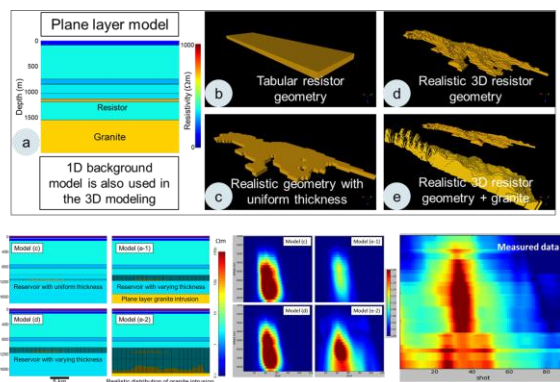 Plane layer model
0
500
1000
1500
2000
Depth (m)
Resistor
Granite
a
1000
0
Resistivity (Ωm)
1D background
model is also used in
the 3D modeling
b
Tabular resistor
geometry
d
Realistic 3D resistor
geometry
c
Realistic geometry with
uniform thickness
e
Realistic 3D resistor
geometry + granite
Model (c)
Reservoir with uniform thickness
Model (e-1)
Reservoir with varying thickness
Plane layer granite intrusion
Model (d)
Reservoir with varying thickness
Model (e-2)
Realistic distribution of granite intrusion
5 km
Ωm
Model (c)
Model (e-1)
Model (d)
Model (e-2)
Measured data
20
40
60
80
shot